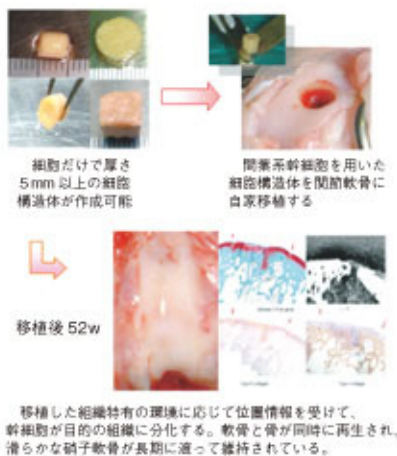 細胞だけで厚さ
5mm 以上の細胞
構造体が作成可能
間葉系幹細胞を用いた
細胞構造体を関節軟骨に
自家移植する
移植後 52w
移植した組織特有の環境に応じて位置情報を受けて、
幹細胞が目的の組織に分化する。軟骨と骨が同時に再生され、
滑らかな硝子軟骨が長期に渡って維持されている。